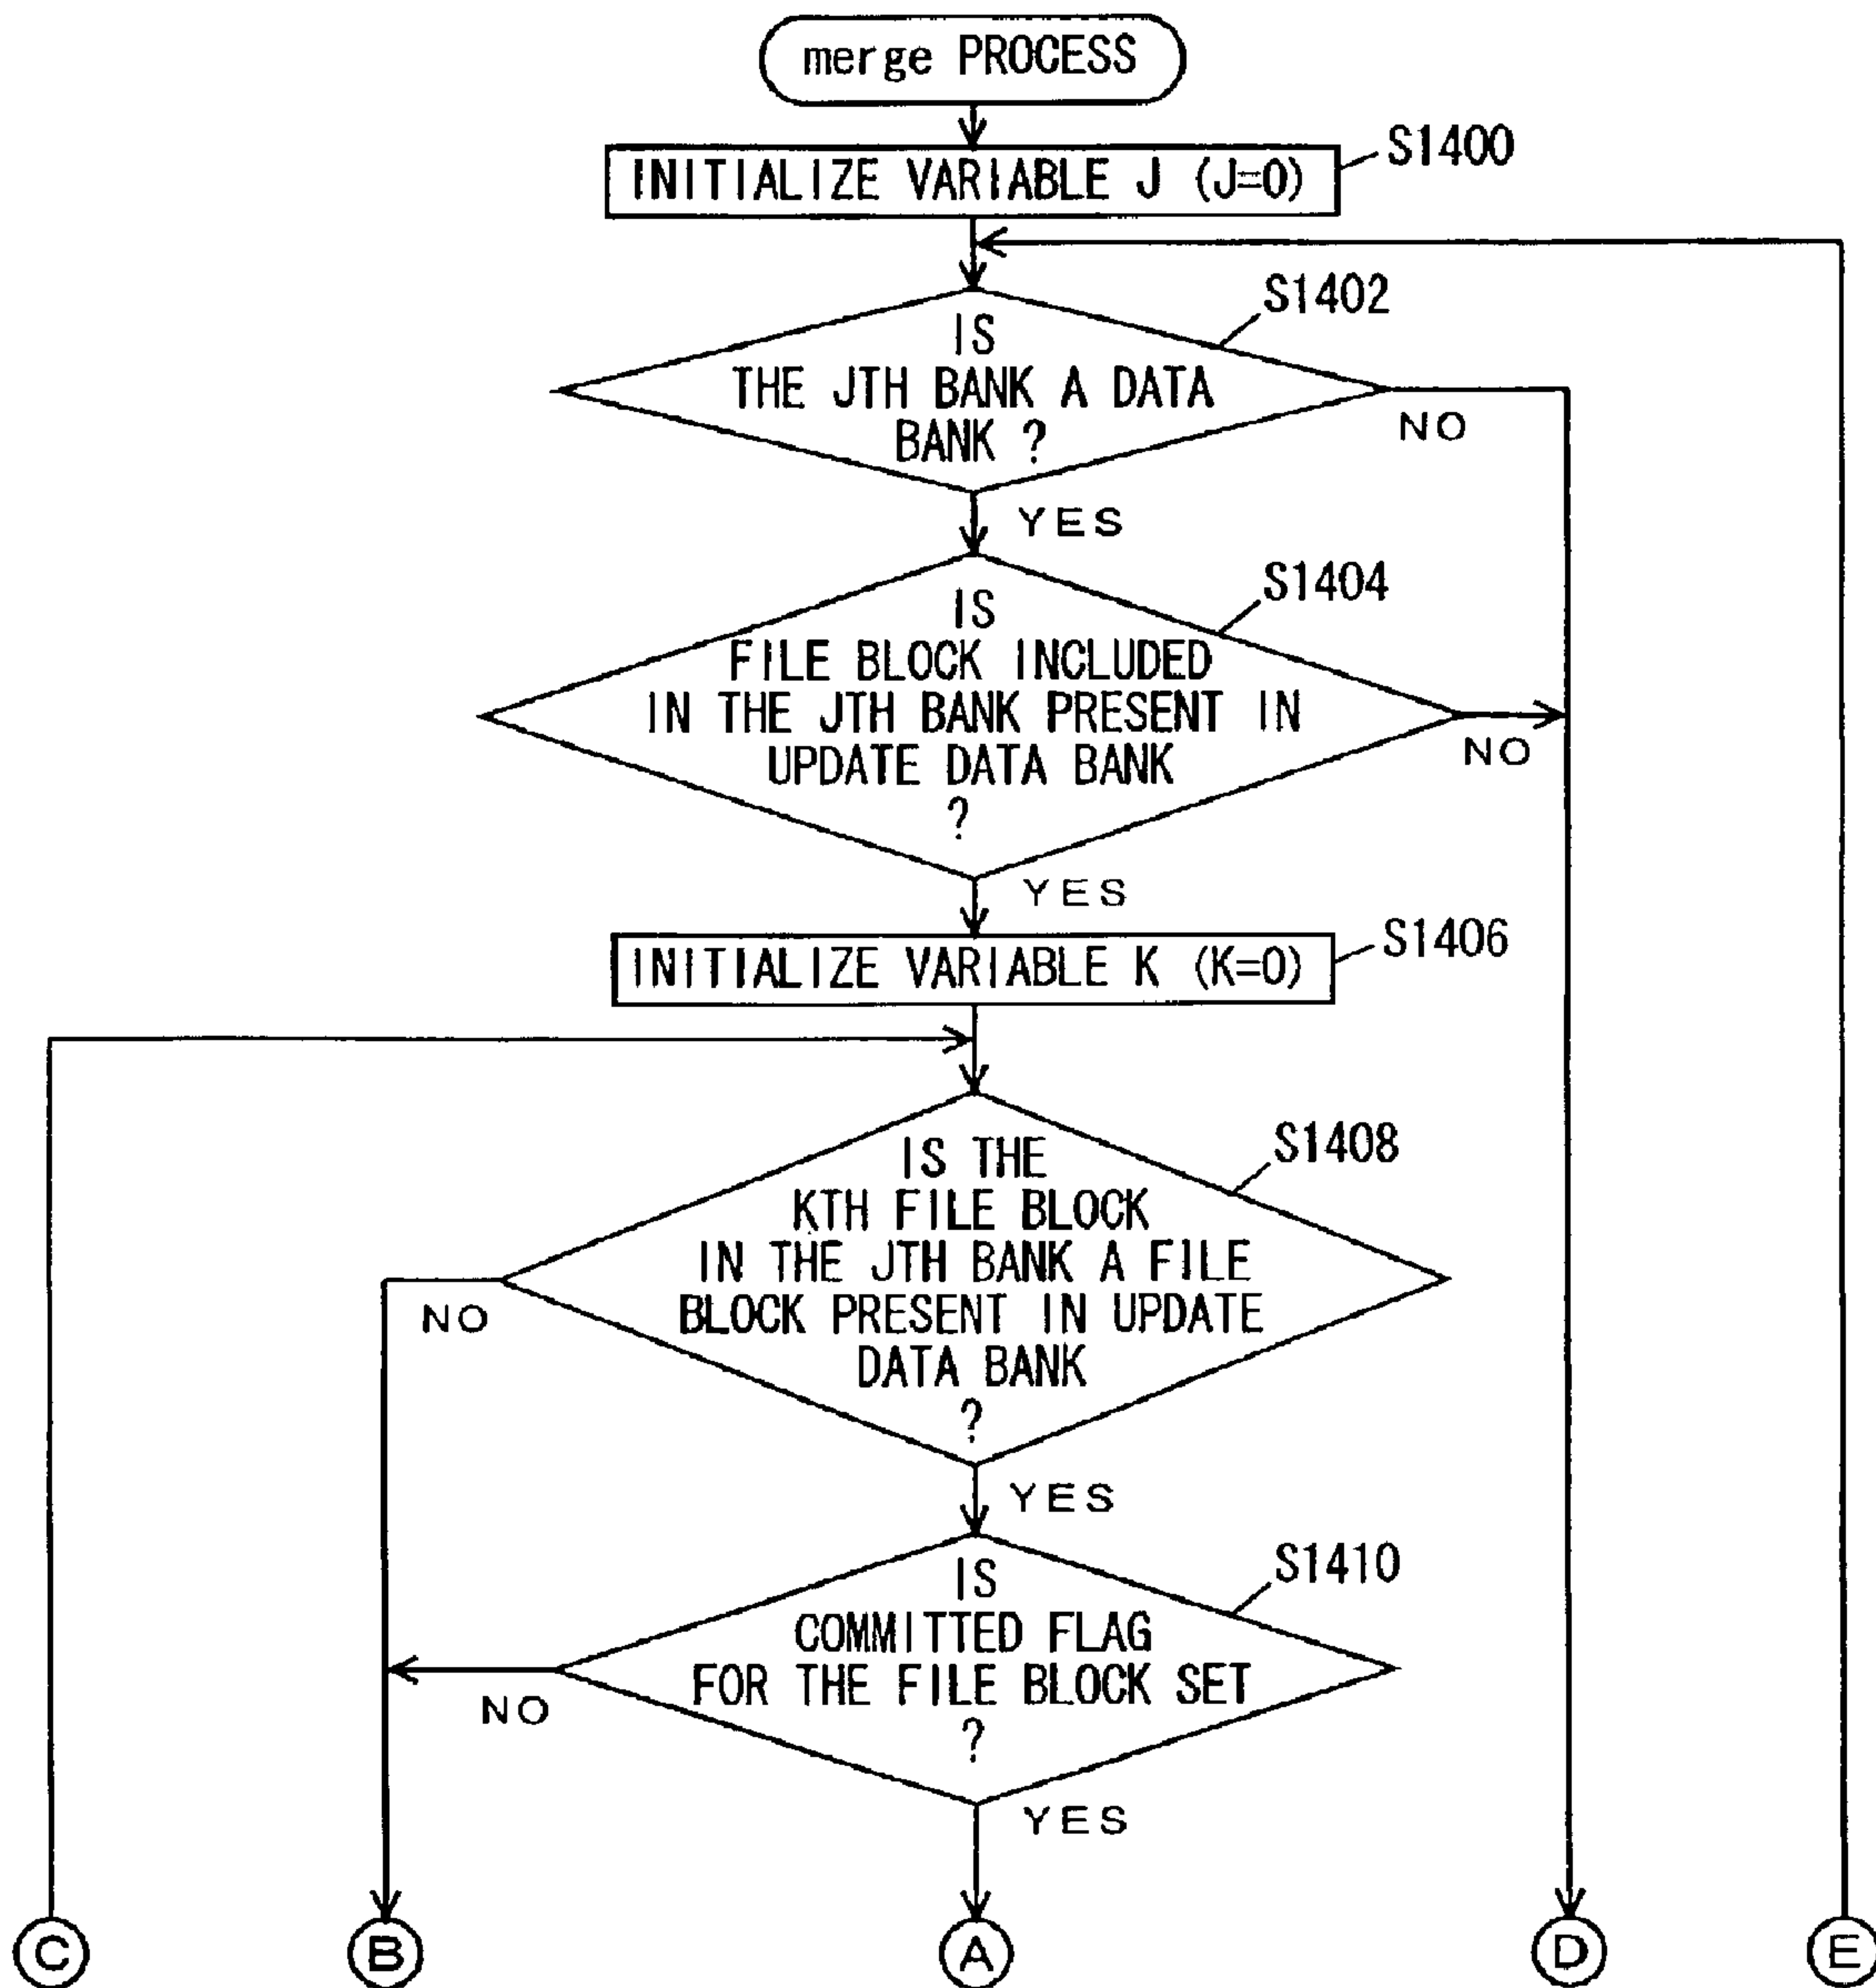 merge PROCESS
S1400
INITIALIZE VARIABLE J (J=0)
S1402
IS
THE JTH BANK A DATA
BANK ?
NO
YES
S1404
IS
FILE BLOCK INCLUDED
IN THE JTH BANK PRESENT IN
UPDATE DATA BANK
?
NO
YES
S1406
INITIALIZE VARIABLE K (K=0)
S1408
IS THE
KTH FILE BLOCK
IN THE JTH BANK A FILE
BLOCK PRESENT IN UPDATE
DATA BANK
?
NO
YES
S1410
IS
COMMITTED FLAG
FOR THE FILE BLOCK SET
?
NO
YES
C
B
A
D
E